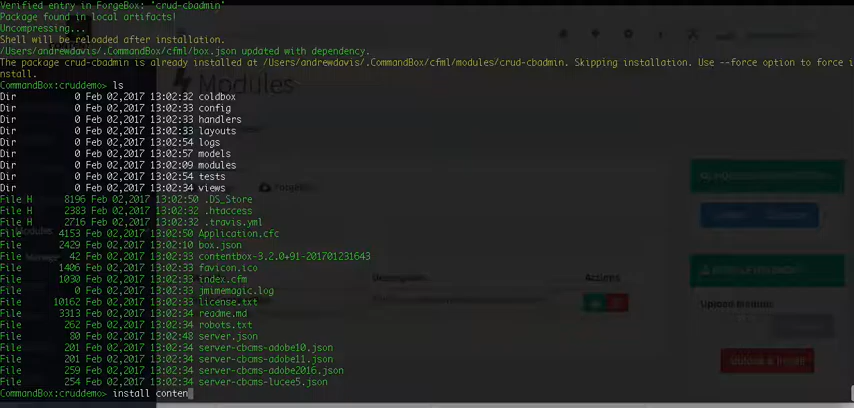 Verified entry in ForgeBox: 'crud-cbadmin'
Package found in local artifacts!
Uncompressing...
Shell will be reloaded after installation.
/Users/andrewdavis/.CommandBox/cfml/box.json updated with dependency.
The package crud-cbadmin is already installed at /Users/andrewdavis/.CommandBox/cfml/modules/crud-cbadmin. Skipping installation. Use --force option to force i
nstall.
CommandBox:cruddemo> ls
Dir 0 Feb 02,2017 13:02:32 coldbox
Dir 0 Feb 02,2017 13:02:33 config
Dir 0 Feb 02,2017 13:02:33 handlers
Dir 0 Feb 02,2017 13:02:33 layouts
Dir 0 Feb 02,2017 13:02:54 logs
Dir 0 Feb 02,2017 13:02:57 models
Dir 0 Feb 02,2017 13:02:09 modules
Dir 0 Feb 02,2017 13:02:54 tests
Dir 0 Feb 02,2017 13:02:34 views
File H 8196 Feb 02,2017 13:02:50 .DS_Store
File H 2383 Feb 02,2017 13:02:32 .htaccess
File H 2716 Feb 02,2017 13:02:32 .travis.yml
File 4153 Feb 02,2017 13:02:50 Application.cfc
File 2429 Feb 02,2017 13:02:10 box.json
File 42 Feb 02,2017 13:02:33 contentbox-3.2.0+91-201701231643
File 1406 Feb 02,2017 13:02:33 favicon.ico
File 1030 Feb 02,2017 13:02:33 index.cfm
File 0 Feb 02,2017 13:02:33 jmimemagic.log
File 10162 Feb 02,2017 13:02:33 license.txt
File 3313 Feb 02,2017 13:02:34 readme.md
File 262 Feb 02,2017 13:02:34 robots.txt
File 80 Feb 02,2017 13:02:48 server.json
File 201 Feb 02,2017 13:02:34 server-cbcms-adobe10.json
File 201 Feb 02,2017 13:02:34 server-cbcms-adobe11.json
File 259 Feb 02,2017 13:02:34 server-cbcms-adobe2016.json
File 254 Feb 02,2017 13:02:34 server-cbcms-lucee5.json
CommandBox:cruddemo> install conten
Modules
ForgeBox
Description
Actions
Upload Module
Upload & Install